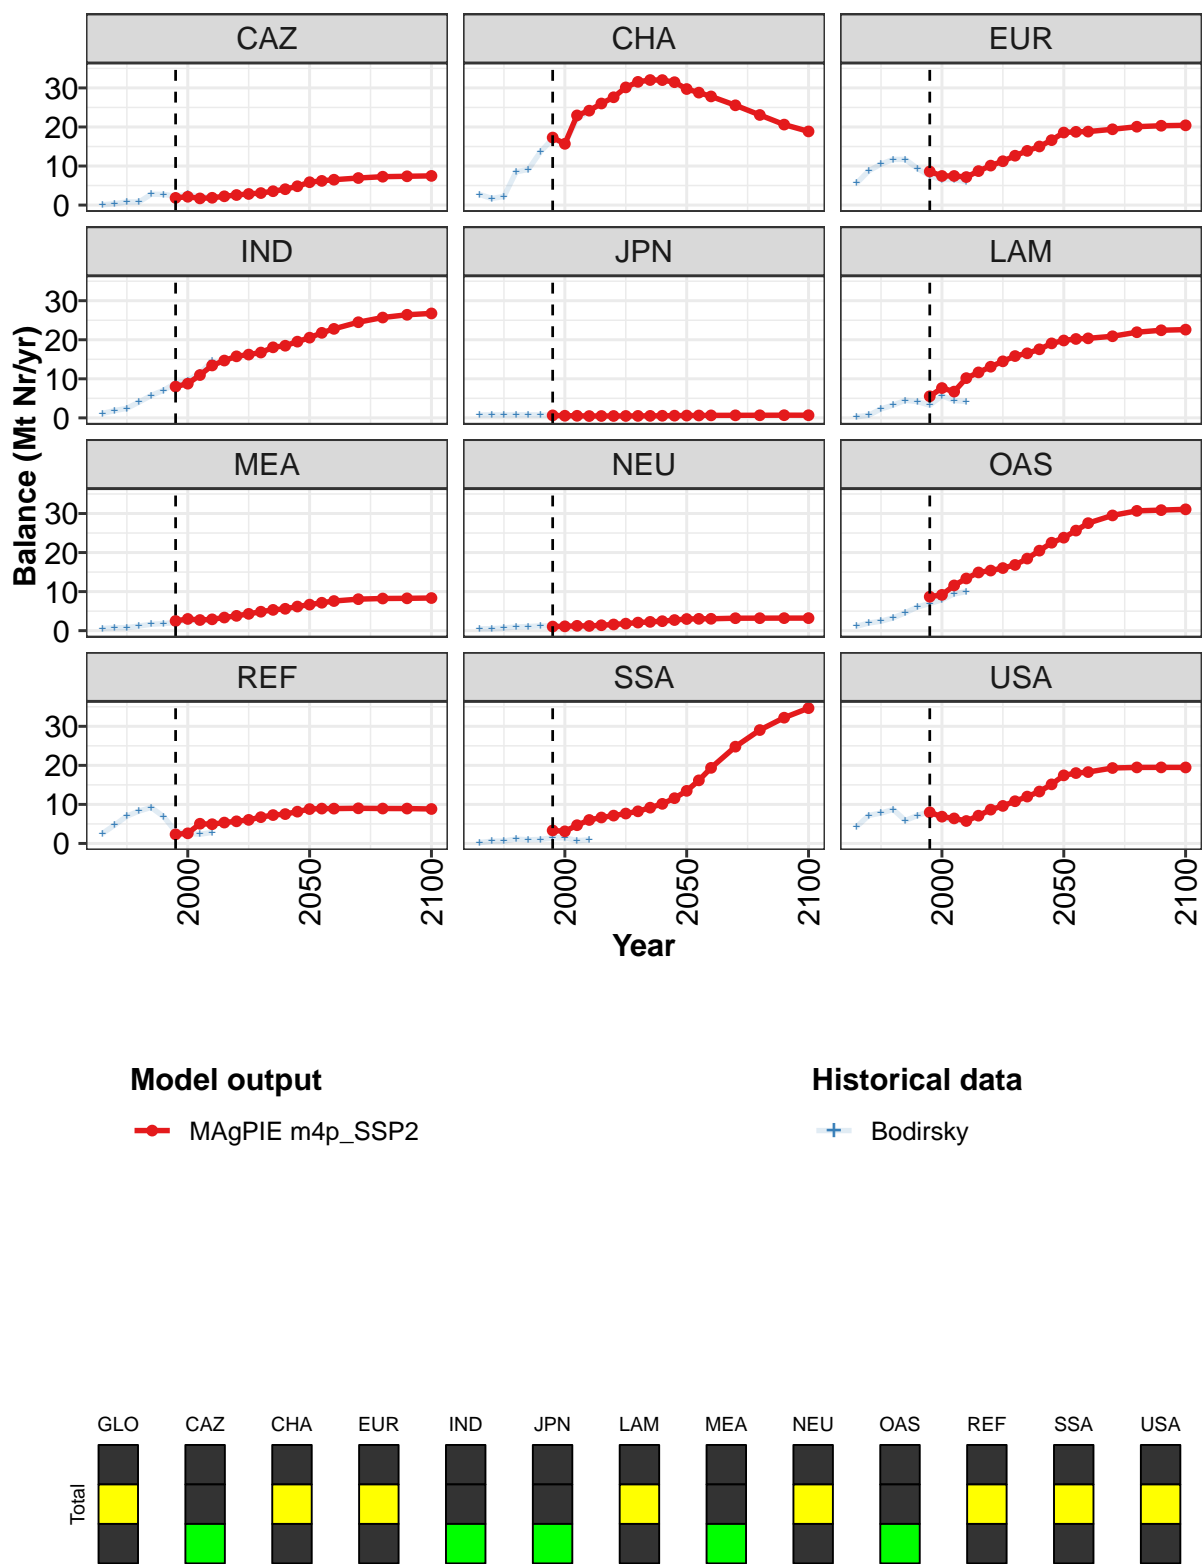 CAZ CHA EUR
30
20
10
0
IND JPN LAM
30
20
10
0
Balance (Mt Nr/yr)
MEA NEU OAS
30
20
10
0
REF SSA USA
30
20
10
0
2000 2050 2100 2000 2050 2100 2000 2050 2100
Year
Model output Historical data
MAgPIE m4p_SSP2 Bodirsky
GLO CAZ CHA EUR IND JPN LAM MEA NEU OAS REF SSA USA
Total